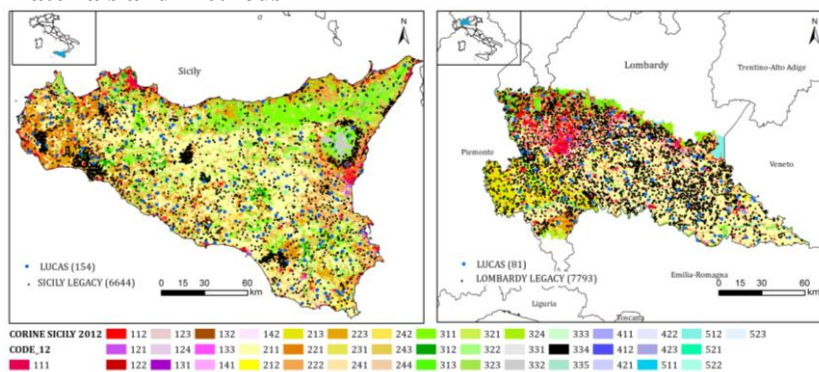 N
N
Sicily
Lombardy
Trentino-Alto Adige
Piemonte
Veneto
LUCAS (154)
SICILY LEGACY (6644)
0 15 30 60
km
LUCAS (81)
LOMBARDY LEGACY (7793)
Emilia-Romagna
0 15 30 60
km
Liguria
Toscana
CORINE SICILY 2012 112 123 132 142 213 223 242 311 321 324 333 411 422 512 523
CODE_12 121 124 133 211 221 231 243 312 322 331 334 412 423 521
111 122 131 141 212 222 241 244 313 323 332 335 421 511 522